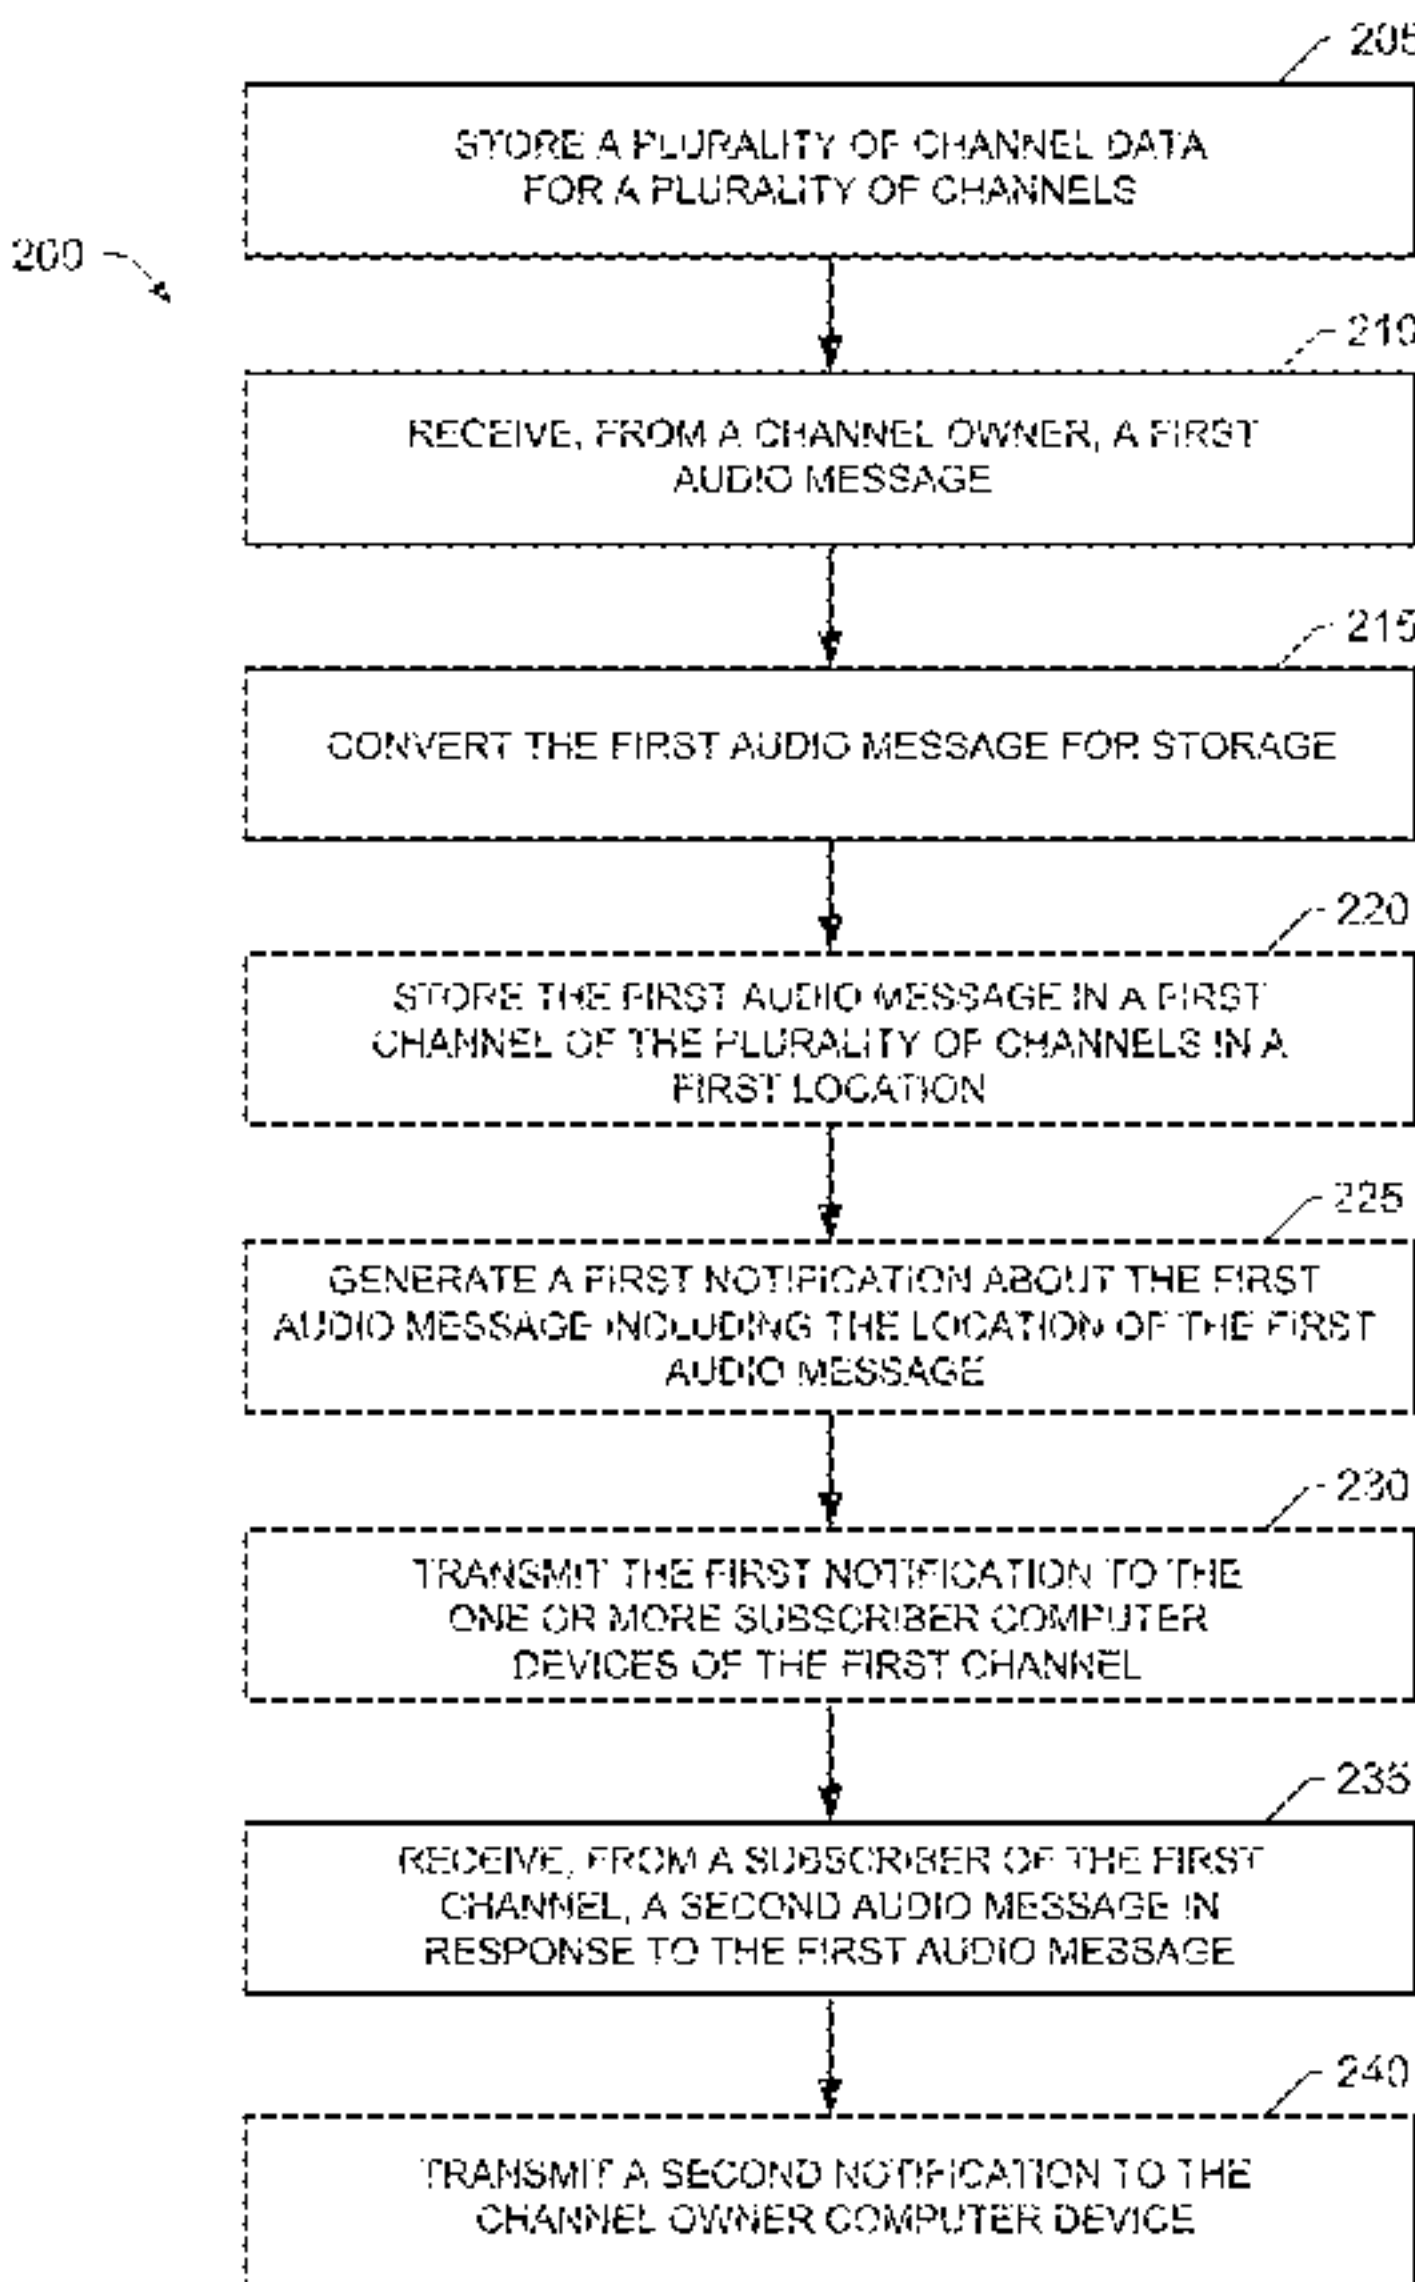 205
STORE A PLURALITY OF CHANNEL DATA
FOR A PLURALITY OF CHANNELS
200
210
RECEIVE, FROM A CHANNEL OWNER, A FIRST
AUDIO MESSAGE
215
CONVERT THE FIRST AUDIO MESSAGE FOR STORAGE
220
STORE THE FIRST AUDIO MESSAGE IN A FIRST
CHANNEL OF THE PLURALITY OF CHANNELS IN A
FIRST LOCATION
225
GENERATE A FIRST NOTIFICATION ABOUT THE FIRST
AUDIO MESSAGE INCLUDING THE LOCATION OF THE FIRST
AUDIO MESSAGE
230
TRANSMIT THE FIRST NOTIFICATION TO THE
ONE OR MORE SUBSCRIBER COMPUTER
DEVICES OF THE FIRST CHANNEL
235
RECEIVE, FROM A SUBSCRIBER OF THE FIRST
CHANNEL, A SECOND AUDIO MESSAGE IN
RESPONSE TO THE FIRST AUDIO MESSAGE
240
TRANSMIT A SECOND NOTIFICATION TO THE
CHANNEL OWNER COMPUTER DEVICE